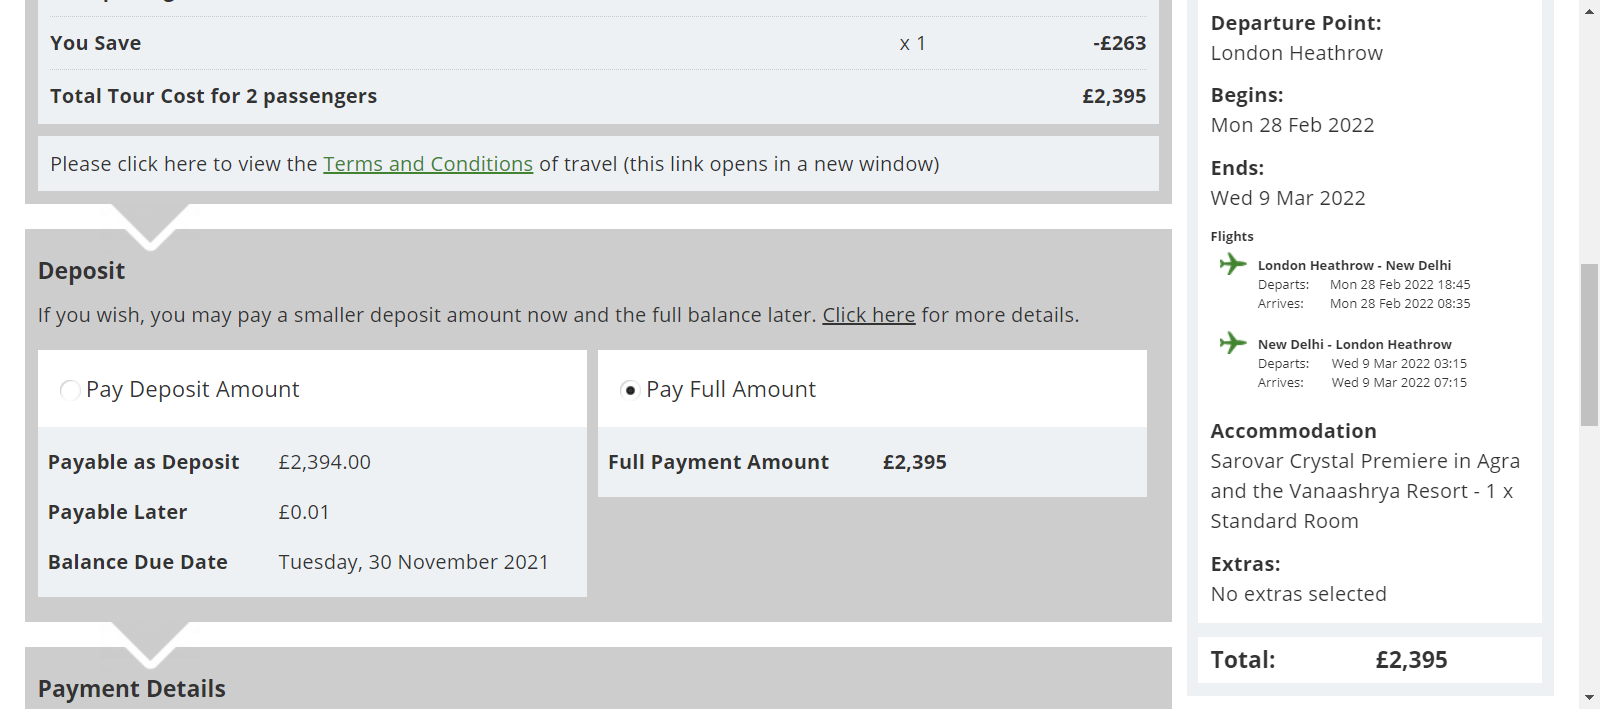 You Save x 1 -£263
Total Tour Cost for 2 passengers £2,395
Please click here to view the Terms and Conditions of travel (this link opens in a new window)
Deposit
If you wish, you may pay a smaller deposit amount now and the full balance later. Click here for more details.
Pay Deposit Amount
Payable as Deposit £2,394.00
Payable Later £0.01
Balance Due Date Tuesday, 30 November 2021
Pay Full Amount
Full Payment Amount £2,395
Payment Details
Departure Point:
London Heathrow
Begins:
Mon 28 Feb 2022
Ends:
Wed 9 Mar 2022
Flights
London Heathrow - New Delhi
Departs: Mon 28 Feb 2022 18:45
Arrives: Mon 28 Feb 2022 08:35
New Delhi - London Heathrow
Departs: Wed 9 Mar 2022 03:15
Arrives: Wed 9 Mar 2022 07:15
Accommodation
Sarovar Crystal Premiere in Agra
and the Vanaashrya Resort - 1 x
Standard Room
Extras:
No extras selected
Total: £2,395